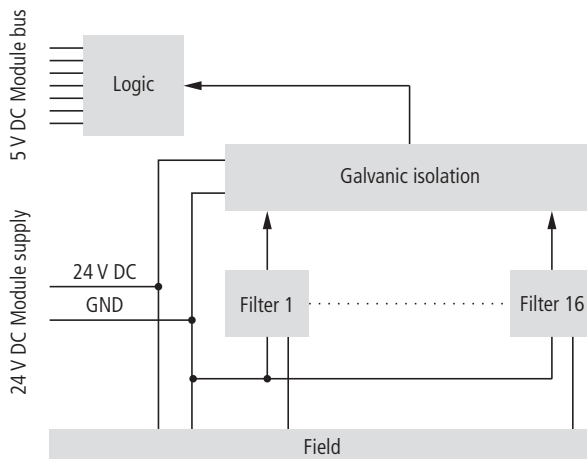 5 V DC Module bus
Logic
Galvanic isolation
24 V DC Module supply
24 V DC
GND
Filter 1
Filter 16
Field